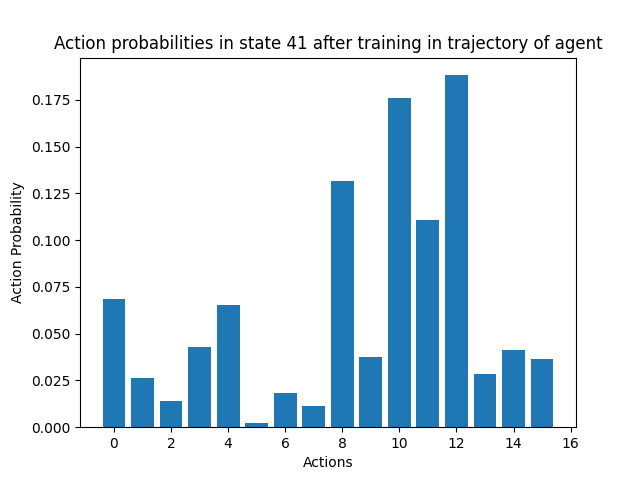 Action probabilities in state 41 after training in trajectory of agent
0.175
0.150
0.125
0.100
0.075
0.050
0.025
0.000
Action Probability
0 2 4 6 8 10 12 14 16
Actions